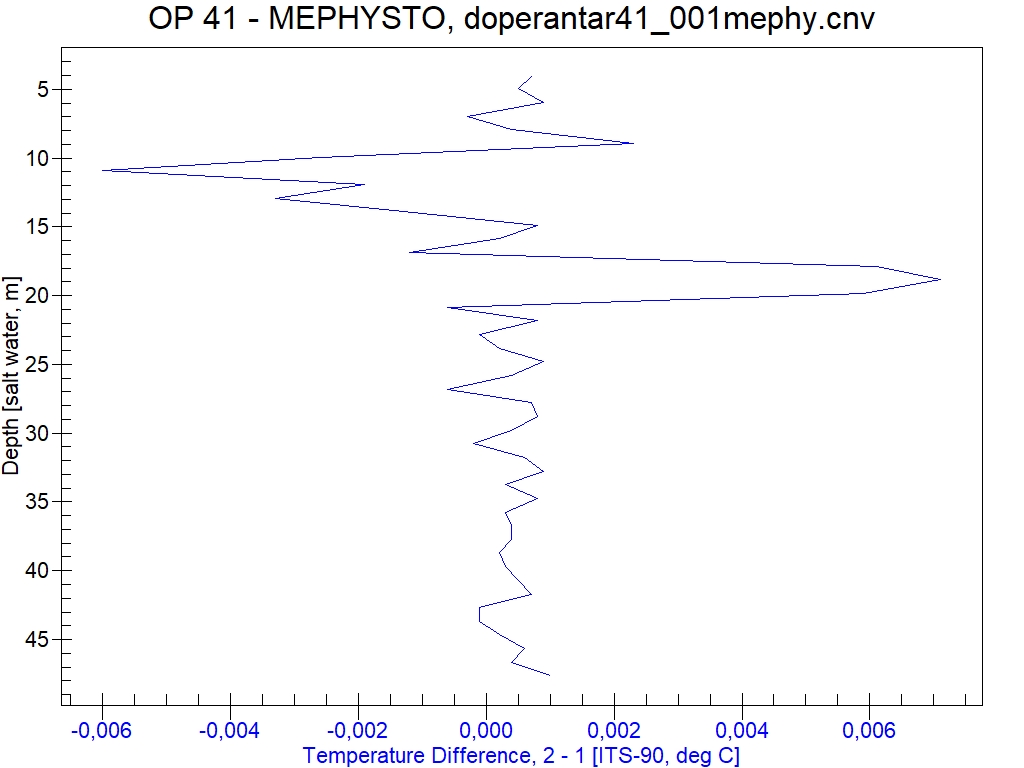 OP 41 - MEPHYSTO, doperantar41_001mephy.cnv
Depth [salt water, m]
5
10
15
20
25
30
35
40
45
-0,006 -0,004 -0,002 0,000 0,002 0,004 0,006
Temperature Difference, 2 - 1 [ITS-90, deg C]